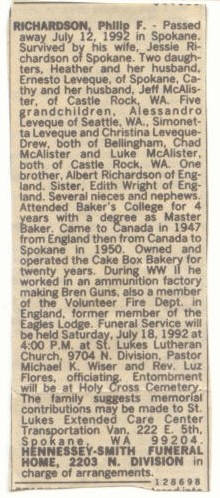 RICHARDSON, Philip F. - Passed
away July 12, 1992 in Spokane.
Survived by his wife, Jessie Ri-
chardson of Spokane. Two daugh-
ters, Heather and her husband,
Ernesto Leveque, of Spokane, Ca-
thy and her husband, Jeff McAlis-
ter, of Castle Rock, WA. Five
grandchildren, Alessandro
Leveque of Seattle, WA., Simonet-
ta Leveque and Christina Leveque-
Drew, both of Bellingham, Chad
McAlister and Luke McAlister,
both of Castle Rock, WA. One
brother, Albert Richardson of Eng-
land. Sister, Edith Wright of Eng-
land. Several nieces and nephews.
Attended Baker's College for 4
years with a degree as Master
Baker. Came to Canada in 1947
from England then from Canada to
Spokane in 1950. Owned and
operated the Cake Box Bakery for
twenty years. During WW II he
worked in an ammunition factory
making Bren Guns, also a member
of the Volunteer Fire Dept. in
England, former member of the
Eagles Lodge. Funeral Service will
be held Saturday, July 18, 1992 at
4:00 P.M. at St. Lukes Lutheran
Church, 9704 N. Division, Pastor
Michael K. Wiser and Rev. Luz
Flores, officiating. Entombment
will be at Holy Cross Cemetery.
The family suggests memorial
contributions may be made to St.
Lukes Extended Care Center
Transportation Van, 222 E. 5th,
Spokane, WA 99204.
HENNESSEY-SMITH FUNERAL
HOME, 2203 N. DIVISION in
charge of arrangements.
128698